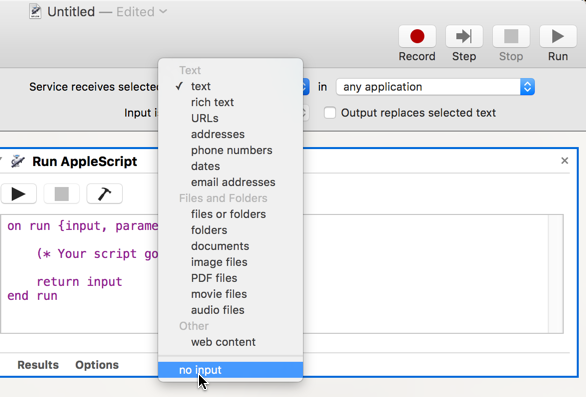 Untitled — Edited
Record Step Stop Run
Service receives selected in any application
Input Output replaces selected text
Text
✓ text
rich text
URLs
addresses
phone numbers
dates
email addresses
Files and Folders
files or folders
folders
documents
image files
PDF files
movie files
audio files
Other
web content
no input
Run AppleScript
on run {input,
(* Your script
return input
end run
Results Options